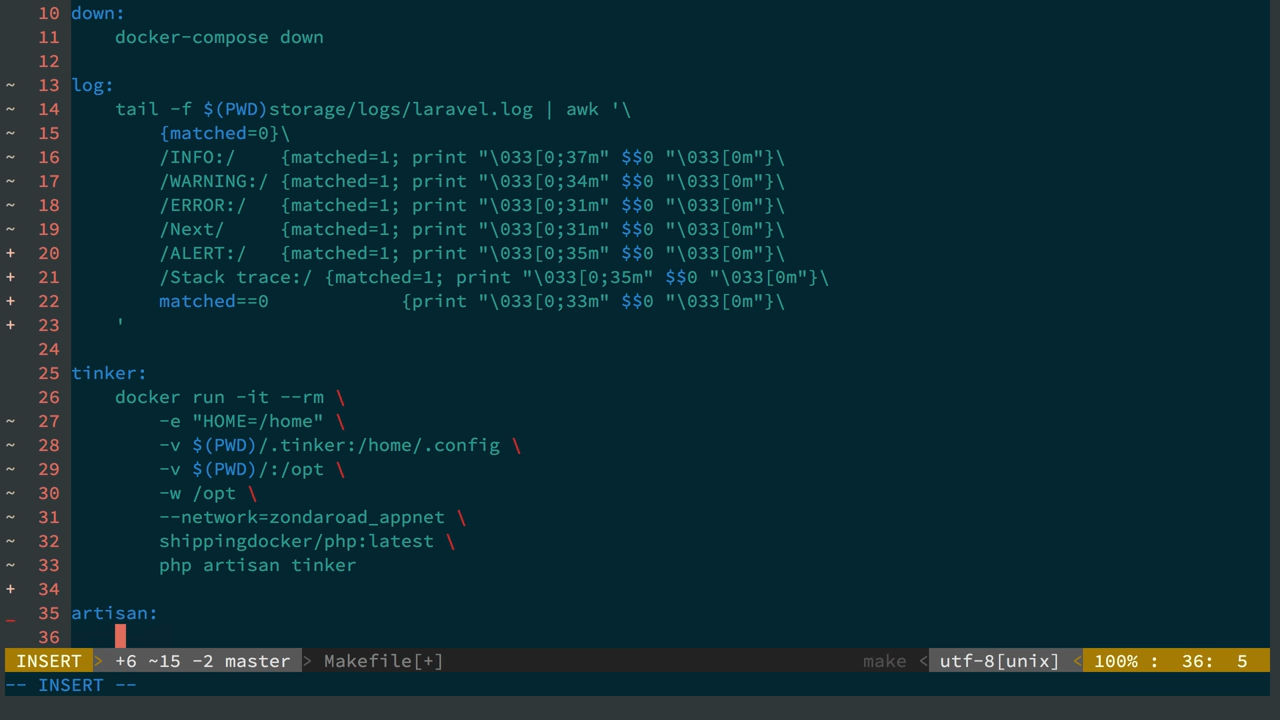 10 down:
11     docker-compose down
12
~ 13 log:
~ 14     tail -f $(PWD)storage/logs/laravel.log | awk '\
~ 15         {matched=0}\
~ 16         /INFO:/    {matched=1; print "\033[0;37m" $$0 "\033[0m"}\
~ 17         /WARNING:/ {matched=1; print "\033[0;34m" $$0 "\033[0m"}\
~ 18         /ERROR:/   {matched=1; print "\033[0;31m" $$0 "\033[0m"}\
~ 19         /Next/     {matched=1; print "\033[0;31m" $$0 "\033[0m"}\
+ 20         /ALERT:/   {matched=1; print "\033[0;35m" $$0 "\033[0m"}\
+ 21         /Stack trace:/ {matched=1; print "\033[0;35m" $$0 "\033[0m"}\
+ 22         matched==0            {print "\033[0;33m" $$0 "\033[0m"}\
+ 23     '
24
25 tinker:
26     docker run -it --rm \
~ 27         -e "HOME=/home" \
~ 28         -v $(PWD)/.tinker:/home/.config \
~ 29         -v $(PWD)/:/opt \
~ 30         -w /opt \
~ 31         --network=zondaroad_appnet \
~ 32         shippingdocker/php:latest \
~ 33         php artisan tinker
+ 34
_ 35 artisan:
36
INSERT > +6 ~15 -2 master > Makefile[+] make < utf-8[unix] < 100% : 36: 5
-- INSERT --